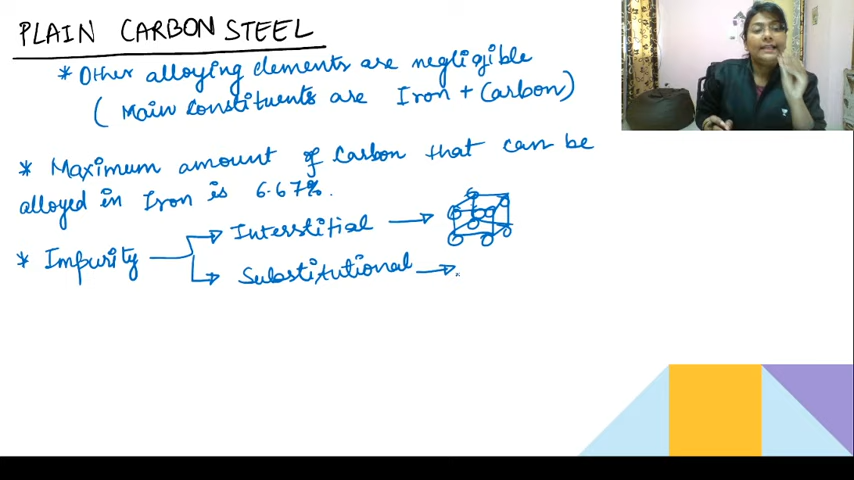 PLAIN CARBON STEEL
* Other alloying elements are negligible
( Main constituents are Iron + Carbon)
* Maximum amount of Carbon that can be
alloyed in Iron is 6.67%.
* Impurity → Interstitial →
→ Substitutional →